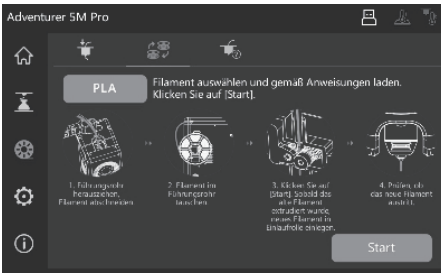 Adventurer 5M Pro
PLA
Filament auswählen und gemäß Anweisungen laden.
Klicken Sie auf [Start].
1. Führungsrohr
herausziehen,
Filament abschneiden
2. Filament im
Führungsrohr
tauschen
3. Klicken Sie auf
[Start]. Sobald das
alte Filament
extrudiert wurde,
neues Filament in
Einlaufrolle einlegen.
4. Prüfen, ob
das neue Filament
austritt.
Start